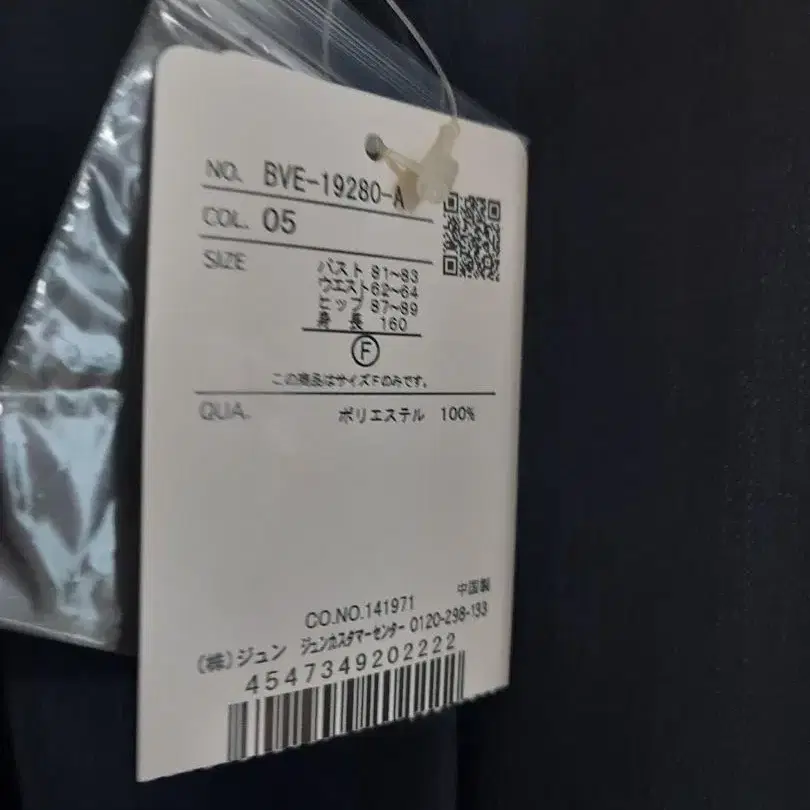 NO. BVE-19280-A
COL. 05
SIZE
バスト 81~83
ウエスト62~64
ヒップ 87~89
身長 160
F
この商品はサイズFのみです。
QUA. ポリエステル 100%
CO.NO.141971 中国製
(株)ジュン ジュンカスタマーセンター 0120-298-133
4547349202222